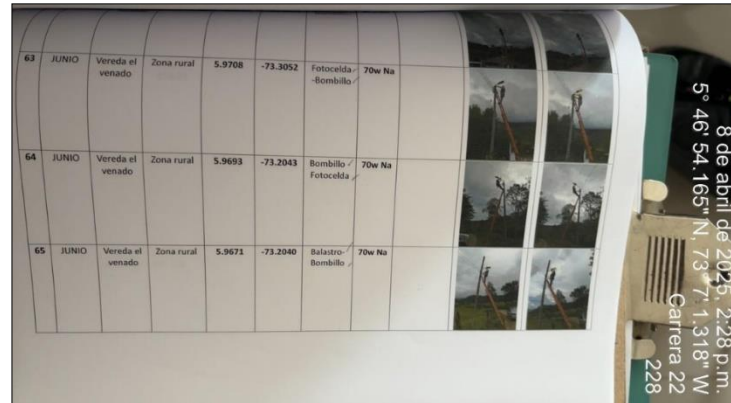 63 JUNIO Vereda el venado Zona rural 5.9708 -73.3052 Fotocelda -Bombillo 70w Na
64 JUNIO Vereda el venado Zona rural 5.9693 -73.2043 Bombillo Fotocelda 70w Na
65 JUNIO Vereda el venado Zona rural 5.9671 -73.2040 Balastro- Bombillo 70w Na
8 de abril de 2025, 2:28 p.m.
5° 46' 54.165" N, 73° 7' 1.318" W
Carrera 22
228